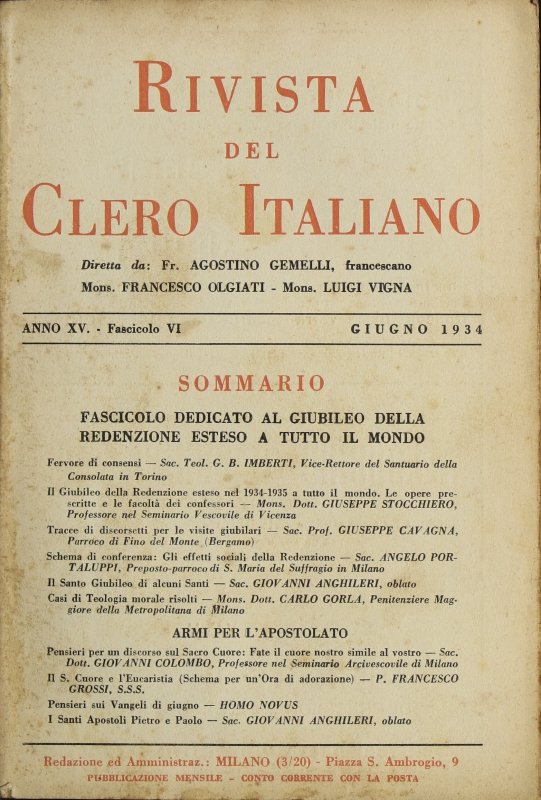 RIVISTA
DEL
CLERO ITALIANO
Diretta da: Fr. AGOSTINO GEMELLI, francescano
Mons. FRANCESCO OLGIATI - Mons. LUIGI VIGNA
ANNO XV. - Fascicolo VI GIUGNO 1934
SOMMARIO
FASCICOLO DEDICATO AL GIUBILEO DELLA
REDENZIONE ESTESO A TUTTO IL MONDO
Fervore di consensi — Sac. Teol. G. B. IMBERTI, Vice-Rettore del Santuario della
Consolata in Torino
Il Giubileo della Redenzione esteso nel 1934-1935 a tutto il mondo. Le opere pre-
scritte e le facoltà dei confessori — Mons. Dott. GIUSEPPE STOCCHIERO,
Professore nel Seminario Vescovile di Vicenza
Tracce di discorsetti per le visite giubilari — Sac. Prof. GIUSEPPE CAVAGNA,
Parroco di Fino del Monte (Bergamo)
Schema di conferenza: Gli effetti sociali della Redenzione — Sac. ANGELO POR-
TALUPPI, Preposto-parroco di S. Maria del Suffragio in Milano
Il Santo Giubileo di alcuni Santi — Sac. GIOVANNI ANGHILERI, oblato
Casi di Teologia morale risolti — Mons. Dott. CARLO GORLA, Penitenziere Mag-
giore della Metropolitana di Milano
ARMI PER L'APOSTOLATO
Pensieri per un discorso sul Sacro Cuore: Fate il cuore nostro simile al vostro — Sac.
Dott. GIOVANNI COLOMBO, Professore nel Seminario Arcivescovile di Milano
Il S. Cuore e l'Eucaristia (Schema per un'Ora di adorazione) — P. FRANCESCO
GROSSI, S.S.S.
Pensieri sui Vangeli di giugno — HOMO NOVUS
I Santi Apostoli Pietro e Paolo — Sac. GIOVANNI ANGHILERI, oblato
Redazione ed Amministraz.: MILANO (3/20) - Piazza S. Ambrogio, 9
PUBBLICAZIONE MENSILE - CONTO CORRENTE CON LA POSTA